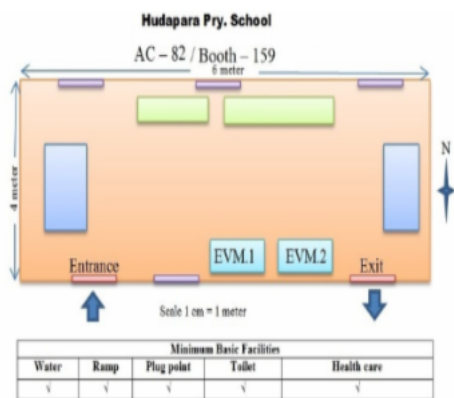 Hudapara Pry. School
AC – 82 / Booth – 159
6 meter
4 meter
N
EVM.1 EVM.2
Entrance Exit
Scale 1 cm = 1 meter
Minimum Basic Facilities
Water Ramp Plug point Toilet Health care
√ √ √ √ √